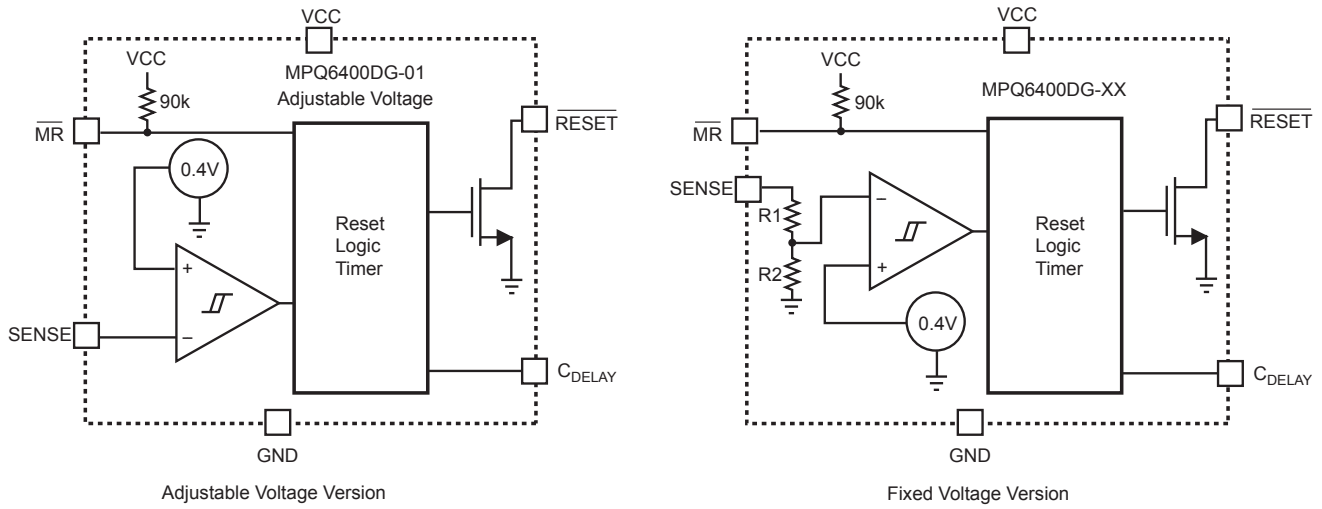 VCC
VCC
MPQ6400DG-01
Adjustable Voltage
90k
MR
RESET
0.4V
Reset
Logic
Timer
+
–
SENSE
CDELAY
GND
Adjustable Voltage Version
VCC
VCC
MPQ6400DG-XX
90k
MR
RESET
SENSE
R1
–
Reset
Logic
Timer
R2
+
0.4V
CDELAY
GND
Fixed Voltage Version